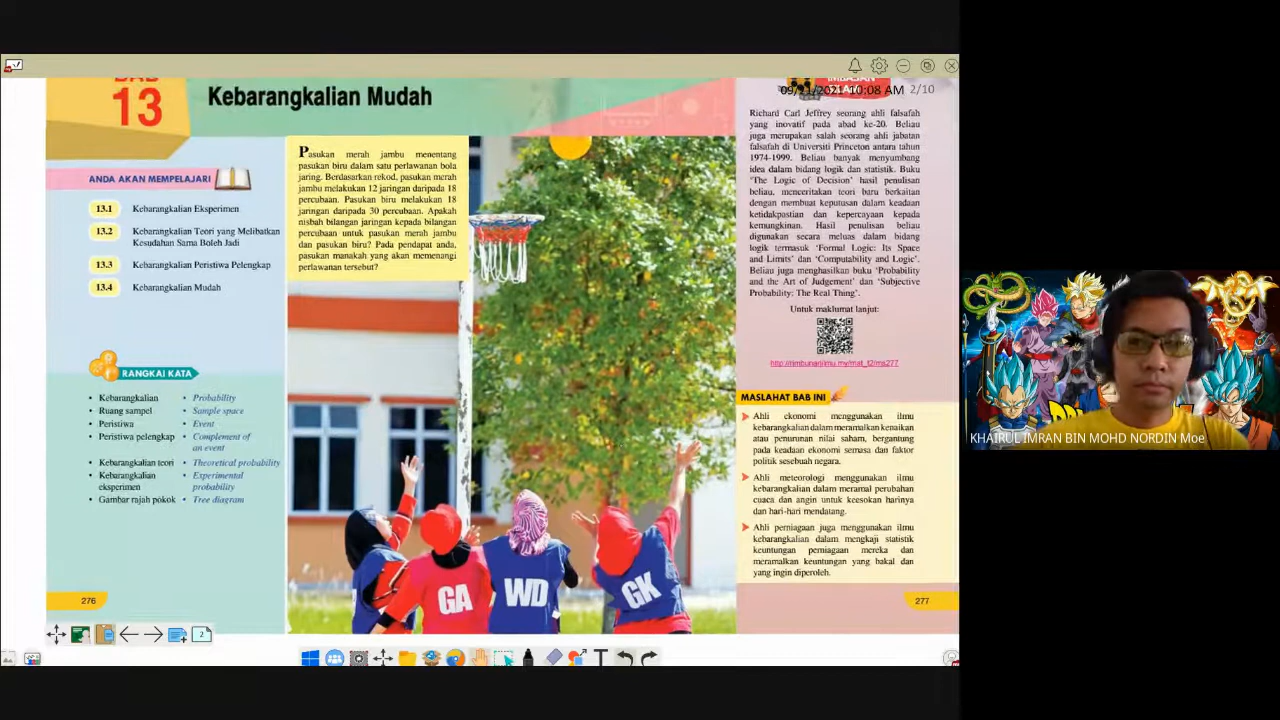 BAB
13
Kebarangkalian Mudah
09/21/2021 10:08 AM 2/10
ANDA AKAN MEMPELAJARI
13.1 Kebarangkalian Eksperimen
13.2 Kebarangkalian Teori yang Melibatkan
Kesudahan Sama Boleh Jadi
13.3 Kebarangkalian Peristiwa Pelengkap
13.4 Kebarangkalian Mudah
RANGKAI KATA
• Kebarangkalian • Probability
• Ruang sampel • Sample space
• Peristiwa • Event
• Peristiwa pelengkap • Complement of
an event
• Kebarangkalian teori • Theoretical probability
• Kebarangkalian • Experimental
eksperimen probability
• Gambar rajah pokok • Tree diagram
276
Pasukan merah jambu menentang
pasukan biru dalam satu perlawanan bola
jaring. Berdasarkan rekod, pasukan merah
jambu melakukan 12 jaringan daripada 18
percubaan. Pasukan biru melakukan 18
jaringan daripada 30 percubaan. Apakah
nisbah bilangan jaringan kepada bilangan
percubaan untuk pasukan merah jambu
dan pasukan biru? Pada pendapat anda,
pasukan manakah yang akan memenangi
perlawanan tersebut?
GA
WD
GK
Richard Carl Jeffrey seorang ahli falsafah
yang inovatif pada abad ke-20. Beliau
juga merupakan salah seorang ahli jabatan
falsafah di Universiti Princeton antara tahun
1974-1999. Beliau banyak menyumbang
idea dalam bidang logik dan statistik. Buku
'The Logic of Decision' hasil penulisan
beliau, menceritakan teori baru berkaitan
dengan membuat keputusan dalam keadaan
ketidakpastian dan kepercayaan kepada
kemungkinan. Hasil penulisan beliau
digunakan secara meluas dalam bidang
logik termasuk 'Formal Logic: Its Space
and Limits' dan 'Computability and Logic'.
Beliau juga menghasilkan buku 'Probability
and the Art of Judgement' dan 'Subjective
Probability: The Real Thing'.
Untuk maklumat lanjut:
http://rimbunanilmu.my/mat_t2/ms277
MASLAHAT BAB INI
Ahli ekonomi menggunakan ilmu
kebarangkalian dalam meramalkan kenaikan
atau penurunan nilai saham, bergantung
pada keadaan ekonomi semasa dan faktor
politik sesebuah negara.
Ahli meteorologi menggunakan ilmu
kebarangkalian dalam meramal perubahan
cuaca dan angin untuk keesokan harinya
dan hari-hari mendatang.
Ahli perniagaan juga menggunakan ilmu
kebarangkalian dalam mengkaji statistik
keuntungan perniagaan mereka dan
meramalkan keuntungan yang bakal dan
yang ingin diperoleh.
277
2
T
KHAIRUL IMRAN BIN MOHD NORDIN Moe